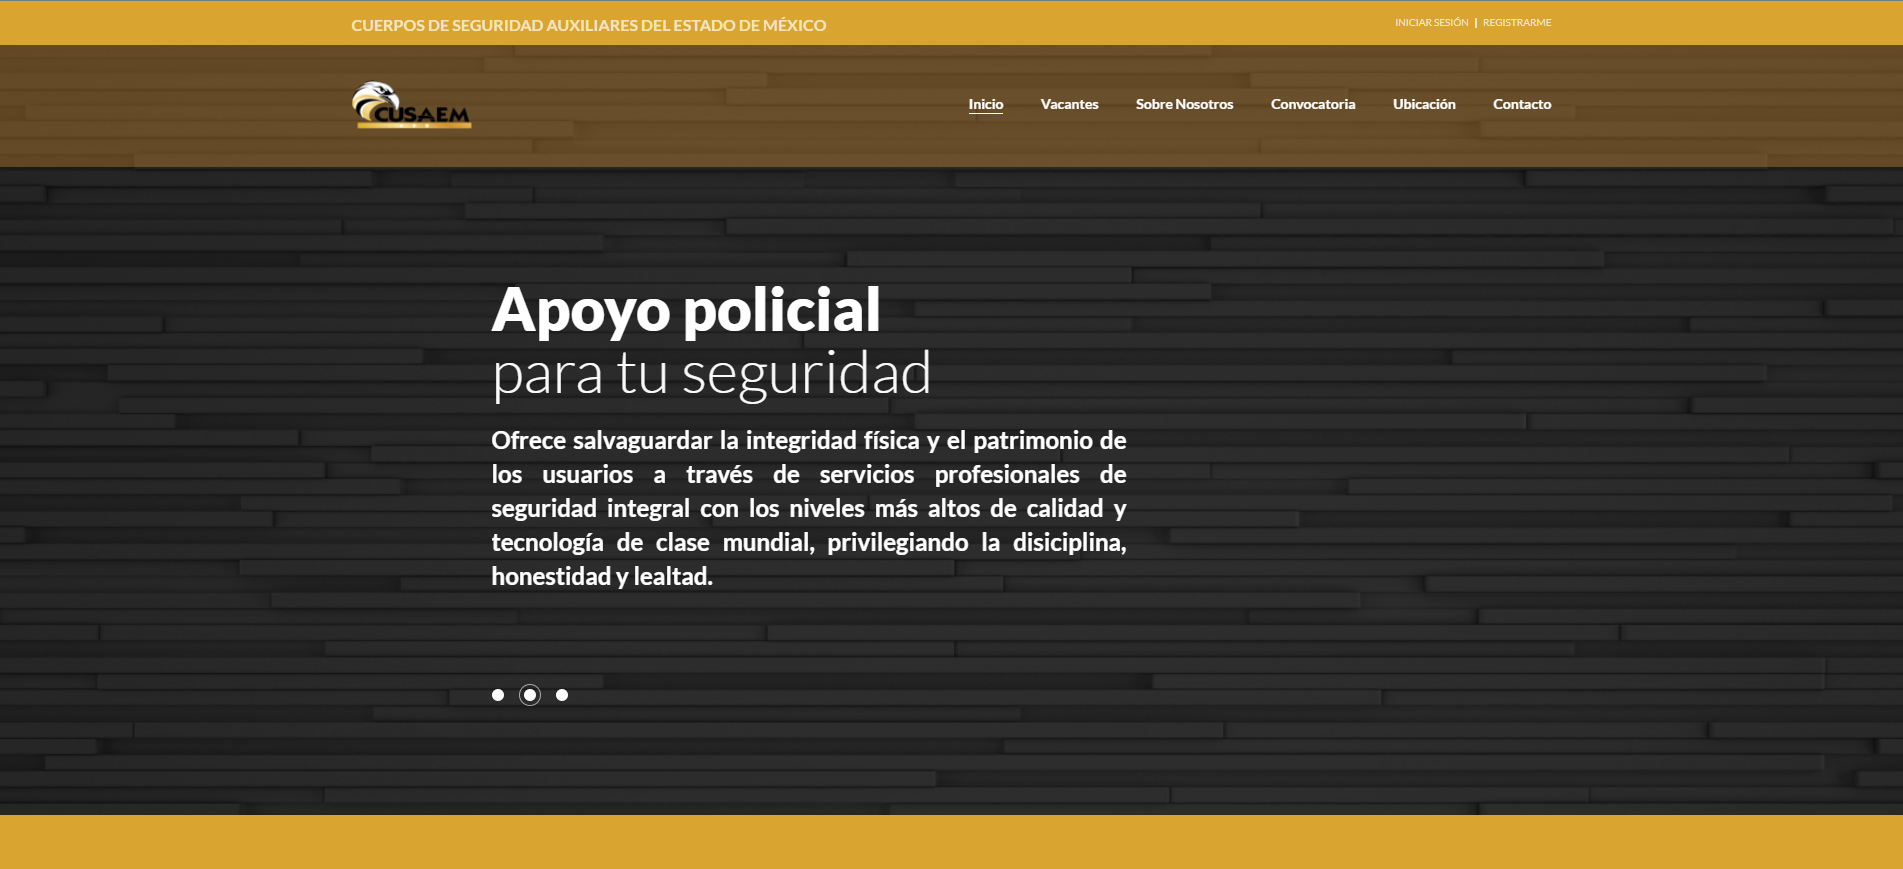 CUERPOS DE SEGURIDAD AUXILIARES DEL ESTADO DE MÉXICO
INICIAR SESIÓN | REGISTRARME
CUSAEM
Inicio Vacantes Sobre Nosotros Convocatoria Ubicación Contacto
Apoyo policial
para tu seguridad
Ofrece salvaguardar la integridad física y el patrimonio de
los usuarios a través de servicios profesionales de
seguridad integral con los niveles más altos de calidad y
tecnología de clase mundial, privilegiando la disiciplina,
honestidad y lealtad.